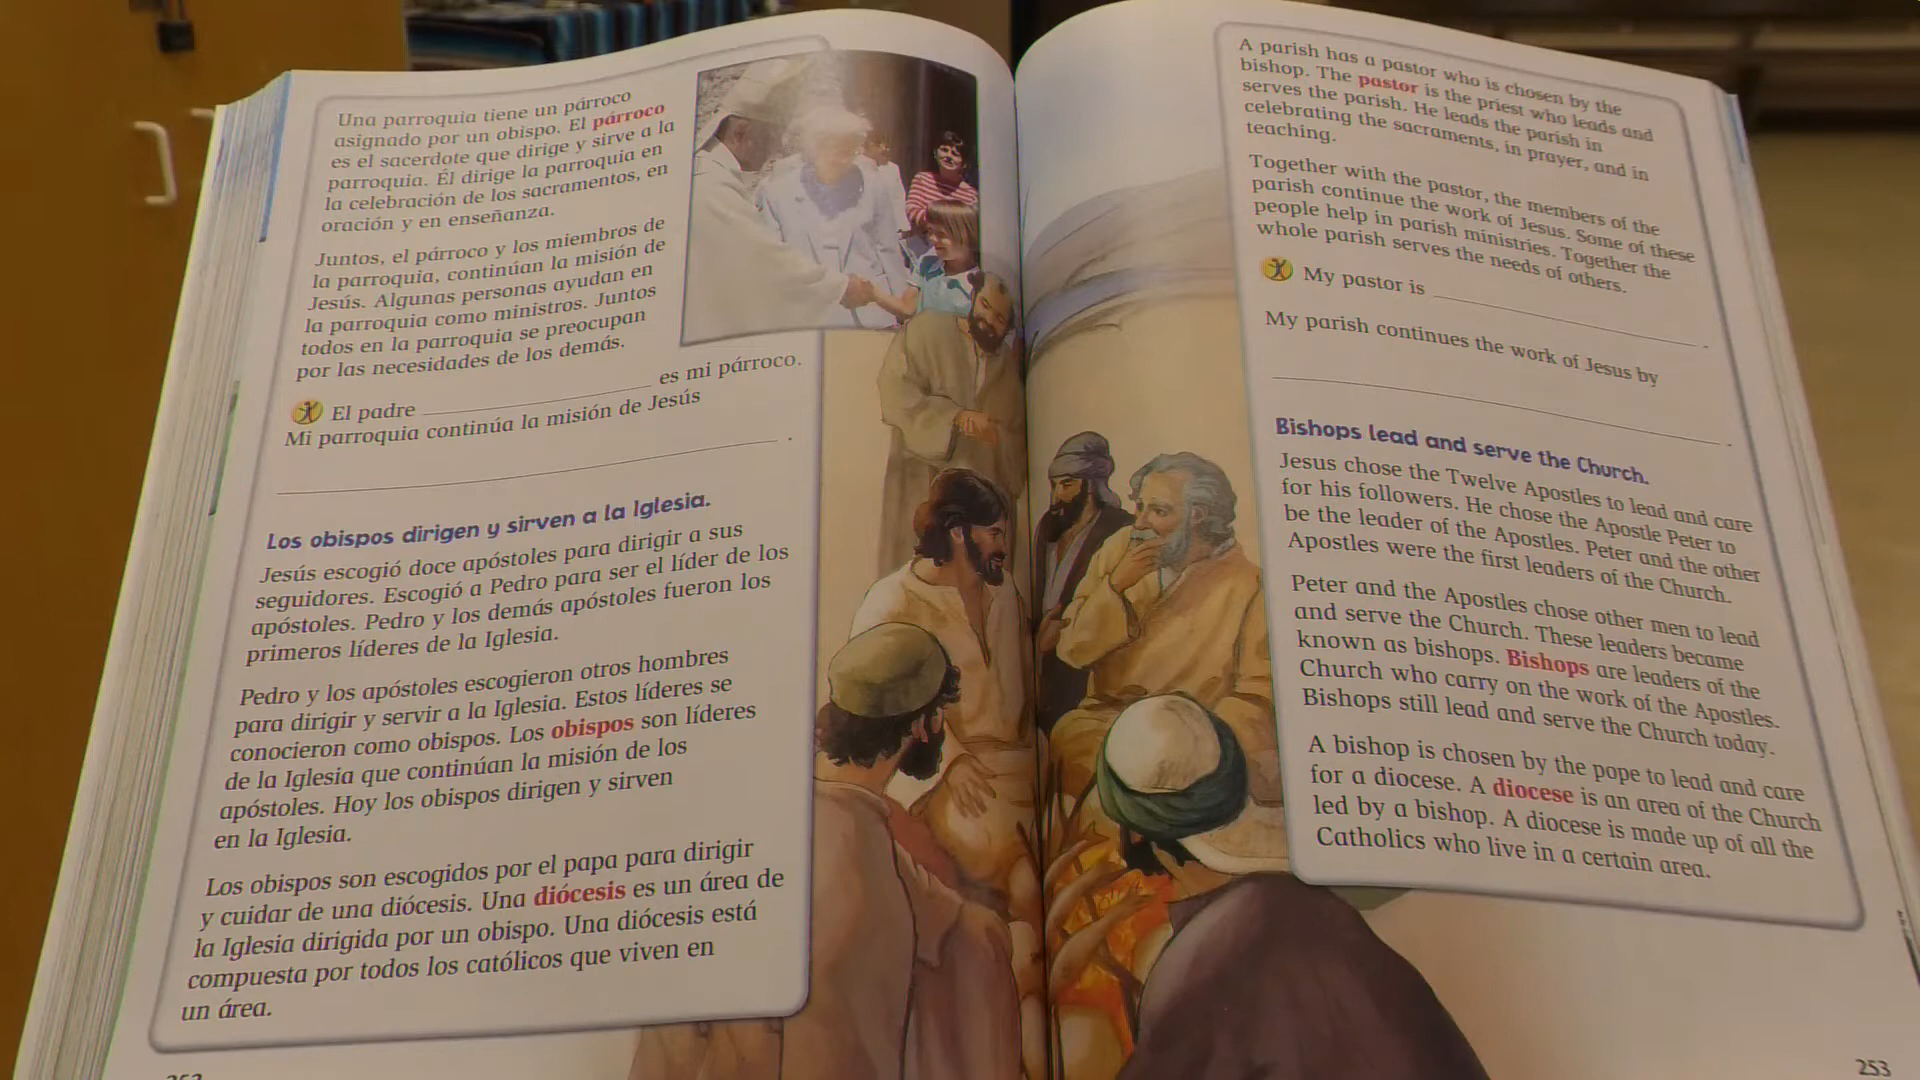 Una parroquia tiene un párroco
asignado por un obispo. El párroco
es el sacerdote que dirige y sirve a la
parroquia. Él dirige la parroquia en
la celebración de los sacramentos, en
oración y en enseñanza.
Juntos, el párroco y los miembros de
la parroquia, continúan la misión de
Jesús. Algunas personas ayudan en
la parroquia como ministros. Juntos
todos en la parroquia se preocupan
por las necesidades de los demás.
El padre ____________ es mi párroco.
Mi parroquia continúa la misión de Jesús
____________.
Los obispos dirigen y sirven a la Iglesia.
Jesús escogió doce apóstoles para dirigir a sus
seguidores. Escogió a Pedro para ser el líder de los
apóstoles. Pedro y los demás apóstoles fueron los
primeros líderes de la Iglesia.
Pedro y los apóstoles escogieron otros hombres
para dirigir y servir a la Iglesia. Estos líderes se
conocieron como obispos. Los obispos son líderes
de la Iglesia que continúan la misión de los
apóstoles. Hoy los obispos dirigen y sirven
en la Iglesia.
Los obispos son escogidos por el papa para dirigir
y cuidar de una diócesis. Una diócesis es un área de
la Iglesia dirigida por un obispo. Una diócesis está
compuesta por todos los católicos que viven en
un área.
A parish has a pastor who is chosen by the
bishop. The pastor is the priest who leads and
serves the parish. He leads the parish in
celebrating the sacraments, in prayer, and in
teaching.
Together with the pastor, the members of the
parish continue the work of Jesus. Some of these
people help in parish ministries. Together the
whole parish serves the needs of others.
My pastor is ____________.
My parish continues the work of Jesus by
____________.
Bishops lead and serve the Church.
Jesus chose the Twelve Apostles to lead and care
for his followers. He chose the Apostle Peter to
be the leader of the Apostles. Peter and the other
Apostles were the first leaders of the Church.
Peter and the Apostles chose other men to lead
and serve the Church. These leaders became
known as bishops. Bishops are leaders of the
Church who carry on the work of the Apostles.
Bishops still lead and serve the Church today.
A bishop is chosen by the pope to lead and care
for a diocese. A diocese is an area of the Church
led by a bishop. A diocese is made up of all the
Catholics who live in a certain area.
253